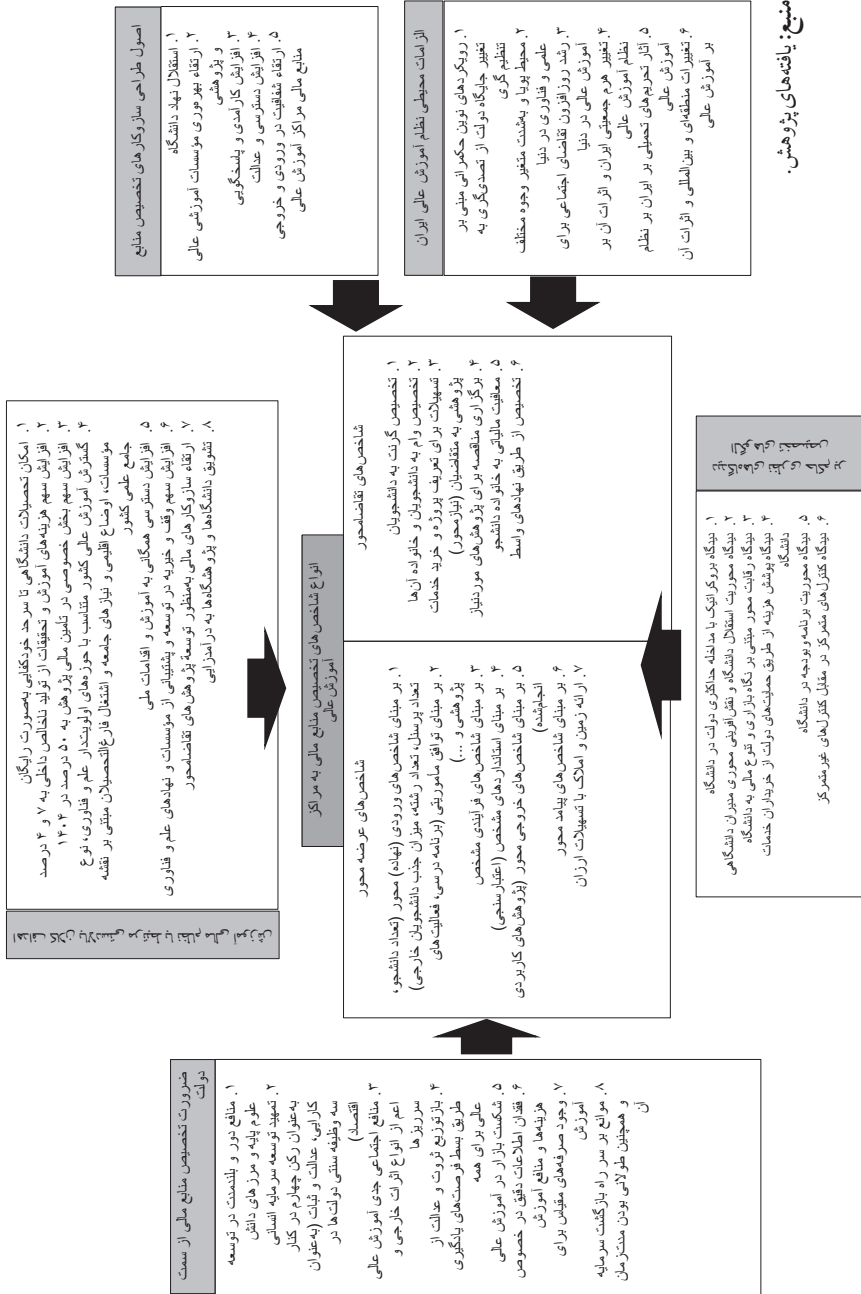 اصول طراحی سازوکارهای تخصیص منابع
۱. استقلال نهاد دانشگاه
۲. ارتقاء بهره‌وری مؤسسات آموزشی عالی
۳. افزایش کارآمدی و پاسخگویی
و پژوهشی
۴. افزایش دسترسی و عدالت
۵. ارتقاء شفافیت در ورودی و خروجی
منابع مالی مراکز آموزش عالی
الزامات محیطی نظام آموزش عالی ایران
۱. رویکردهای نوین حکمرانی مبنی بر
تغییر جایگاه دولت از تصدی‌گری به
تنظیم گری
۲. محیط پویا و به‌شدت متغیر وجوه مختلف
علمی و فناوری در دنیا
۳. رشد روزافزون تقاضای اجتماعی برای
آموزش عالی در دنیا
۴. تغییر هرم جمعیتی ایران و اثرات آن بر
نظام آموزش عالی
۵. آثار تحریم‌های تحمیلی بر ایران بر نظام
آموزش عالی
۶. تغییرات منطقه‌ای و بین‌المللی و اثرات آن
بر آموزش عالی
اهداف کلان بالادستی مرتبط با نظام مالی آموزش
۱. امکان تحصیلات دانشگاهی تا سرحد خودکفایی به‌صورت رایگان
۲. افزایش سهم هزینه‌های آموزش و تحقیقات از تولید ناخالص داخلی به ۷ و ۴ درصد
۳. افزایش سهم بخش خصوصی در تامین مالی پژوهش به ۵۰ درصد در ۱۴۰۴
۴. گسترش آموزش عالی کشور متناسب با حوزه‌های اولویت‌دار علم و فناوری، نوع
مؤسسات، اوضاع اقلیمی و نیازهای جامعه و اشتغال فارغ‌التحصیلان مبتنی بر نقشه
جامع علمی کشور
۵. افزایش دسترسی همگانی به آموزش و اقدامات ملی
۶. افزایش سهم وقف و خیریه در توسعه و پشتیبانی از مؤسسات و نهادهای علم و فناوری
۷. ارتقاء سازوکارهای مالی به‌منظور توسعهٔ پژوهش‌های تقاضامحور
۸. تشویق دانشگاه‌ها و پژوهشگاه‌ها به درآمدزایی
انواع شاخص‌های تخصیص منابع مالی به مراکز
آموزش عالی
شاخص‌های تقاضامحور
۱. تخصیص گرنت به دانشجویان
۲. تخصیص وام به دانشجویان و خانواده آن‌ها
۳. تسهیلات برای تعریف پروژه و خرید خدمات
پژوهشی به متقاضیان (نیازمحور)
۴. برگزاری مناقصه برای پژوهش‌های موردنیاز
۵. معافیت مالیاتی به خانواده دانشجو
۶. تخصیص از طریق نهادهای واسط
شاخص‌های عرضه محور
۱. بر مبنای شاخص‌های ورودی (نهاده) محور (تعداد دانشجو،
تعداد پرسنل، تعداد رشته، میزان جذب دانشجویان خارجی)
۲. بر مبنای توافق ماموریتی (برنامه درسی، فعالیت‌های
پژوهشی و ...)
۳. بر مبنای شاخص‌های فرآیندی مشخص
۴. بر مبنای استانداردهای مشخص (اعتبارسنجی)
۵. بر مبنای شاخص‌های خروجی محور (پژوهش‌های کاربردی
انجام‌شده)
۶. بر مبنای شاخص‌های پیامد محور
۷. ارائه زمین و املاک با تسهیلات ارزان
دیدگاه‌های نظری حاکم بر
الگوهای تخصیص
۱. دیدگاه بروکراتیک با مداخله حداکثری دولت در دانشگاه
۲. دیدگاه محوریت استقلال دانشگاه و نقش‌آفرینی محوری مدیران دانشگاهی
۳. دیدگاه رقابت محور مبتنی بر نگاه بازاری و تنوع مالی به دانشگاه
۴. دیدگاه پوشش هزینه از طریق حمایت‌های دولت از خریداران خدمات
دانشگاه
۵. دیدگاه محوریت برنامه‌وبودجه در دانشگاه
۶. دیدگاه کنترل‌های متمرکز در مقابل کنترل‌های غیرمتمرکز
ضرورت تخصیص منابع مالی از سمت
دولت
۱. منافع دور و بلندمدت در توسعه
علوم پایه و مرزهای دانش
۲. تمهید توسعه سرمایه انسانی
به‌عنوان رکن چهارم در کنار
سه وظیفه سنتی دولت‌ها در
کارایی، عدالت و ثبات (به‌عنوان
اقتصاد)
۳. منافع اجتماعی جدی آموزش عالی
اعم از انواع اثرات خارجی و
سرریزها
۴. بازتوزیع ثروت و عدالت از
طریق بسط فرصت‌های یادگیری
عالی برای همه
۵. شکست بازار در آموزش عالی
۶. فقدان اطلاعات دقیق در خصوص
هزینه‌ها و منافع آموزش
۷. وجود صرفه‌های مقیاس برای
آموزش
۸. موانع بر سر راه بازگشت سرمایه
و همچنین طولانی بودن مدت‌زمان
آن
منبع: یافته‌های پژوهش.